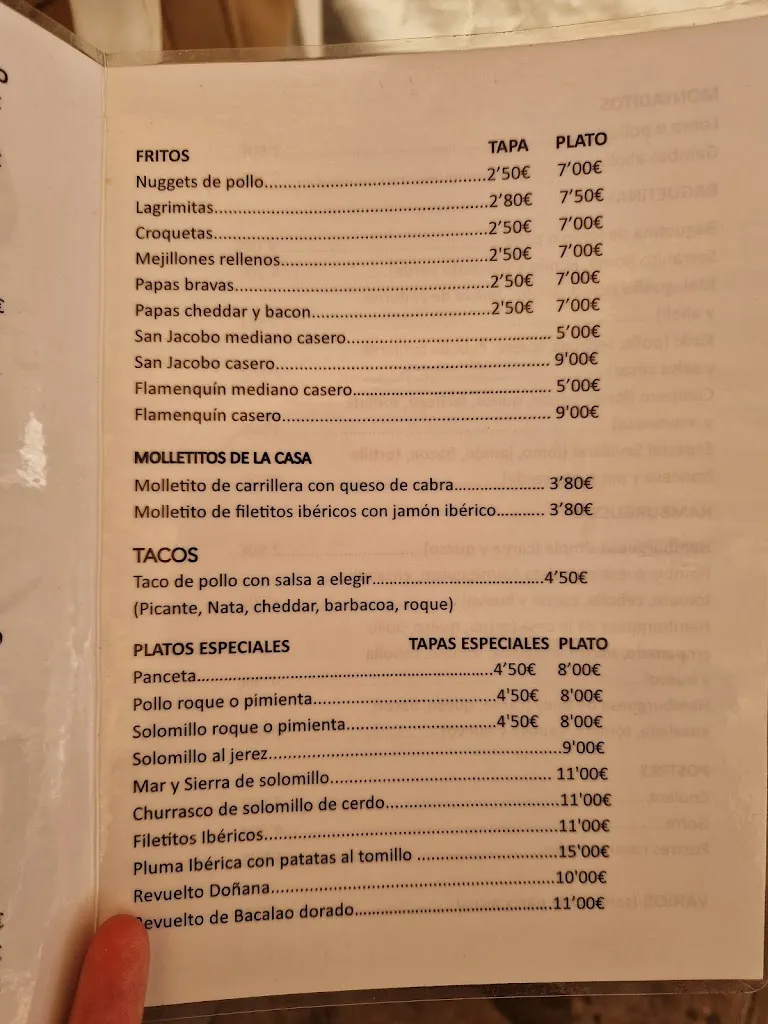 FRITOS TAPA PLATO
Nuggets de pollo 2’50€ 7’00€
Lagrimitas 2’80€ 7’50€
Croquetas 2’50€ 7’00€
Mejillones rellenos 2'50€ 7’00€
Papas bravas 2’50€ 7’00€
Papas cheddar y bacon 2'50€ 7’00€
San Jacobo mediano casero 5’00€
San Jacobo casero 9'00€
Flamenquín mediano casero 5’00€
Flamenquín casero 9'00€
MOLLETITOS DE LA CASA
Molletito de carrillera con queso de cabra 3’80€
Molletito de filetitos ibéricos con jamón ibérico 3’80€
TACOS
Taco de pollo con salsa a elegir 4’50€
(Picante, Nata, cheddar, barbacoa, roque)
PLATOS ESPECIALES TAPAS ESPECIALES PLATO
Panceta 4’50€ 8’00€
Pollo roque o pimienta 4'50€ 8'00€
Solomillo roque o pimienta 4'50€ 8'00€
Solomillo al jerez 9'00€
Mar y Sierra de solomillo 11'00€
Churrasco de solomillo de cerdo 11'00€
Filetitos Ibéricos 11'00€
Pluma Ibérica con patatas al tomillo 15'00€
Revuelto Doñana 10'00€
Revuelto de Bacalao dorado 11’00€